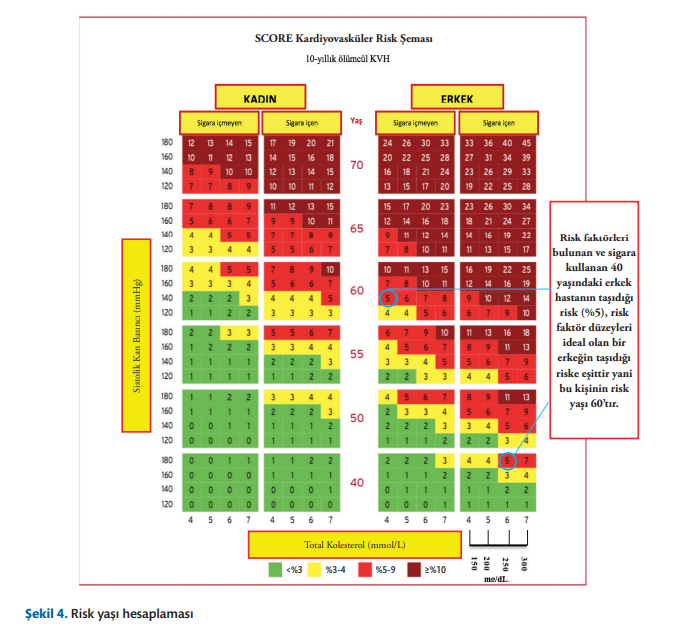 SCORE Kardiyovasküler Risk Şeması
10-yıllık ölümcül KVH
KADIN ERKEK
Sigara içmeyen Sigara içen Yaş Sigara içmeyen Sigara içen
180 12 13 14 15 17 19 20 21 24 26 30 33 33 36 40 45
160 10 11 12 13 14 15 16 18 20 22 25 28 27 31 34 39
70
140 8 9 10 10 12 13 14 15 16 18 21 24 23 26 29 33
120 7 7 8 9 10 10 11 12 13 15 17 20 19 22 25 28
180 7 8 8 9 11 12 13 15 15 17 20 23 23 26 30 34
160 5 6 6 7 9 9 10 11 12 14 16 18 18 21 24 27
65
140 4 4 5 5 7 7 8 9 9 11 12 14 14 16 19 22
120 3 3 4 4 5 5 6 7 7 8 10 11 11 13 15 17
180 4 4 5 5 7 8 9 10 10 11 13 15 16 19 22 25
160 3 3 3 4 5 6 6 7 7 8 10 11 12 14 16 19
60
140 2 2 2 3 4 4 4 5 5 6 7 8 9 10 12 14
120 1 1 2 2 3 3 3 3 4 4 5 6 6 7 9 10
180 2 2 3 3 5 5 6 7 6 7 9 10 11 13 16 18
160 1 2 2 2 3 3 4 4 4 5 6 7 8 9 11 13
55
140 1 1 1 1 2 2 2 3 3 3 4 5 5 6 7 9
120 1 1 1 1 1 1 2 2 2 2 3 3 4 4 5 6
180 1 1 2 2 3 3 4 4 4 5 6 7 8 9 11 13
160 1 1 1 1 2 2 2 3 2 3 3 4 5 6 7 9
50
140 0 1 1 1 1 1 1 2 2 2 2 3 3 4 5 6
120 0 0 0 1 1 1 1 1 1 1 2 2 2 2 3 4
180 0 0 1 1 1 1 2 2 2 2 2 3 4 4 5 7
160 0 0 0 0 1 1 1 1 1 1 1 2 2 2 3 4
40
140 0 0 0 0 0 0 0 1 0 1 1 1 1 1 2 2
120 0 0 0 0 0 0 0 0 0 0 1 1 1 1 1 1
4 5 6 7 4 5 6 7 4 5 6 7 4 5 6 7
Sistolik Kan Basıncı (mmHg)
Total Kolesterol (mmol/L)
150 200 250 300
mg/dL.
<%3 %3-4 %5-9 ≥%10
Risk faktörleri
bulunan ve sigara
kullanan 40
yaşındaki erkek
hastanın taşıdığı
risk (%5), risk
faktör düzeyleri
ideal olan bir
erkeğin taşıdığı
riske eşittir yani
bu kişinin risk
yaşı 60’tır.
Şekil 4. Risk yaşı hesaplaması